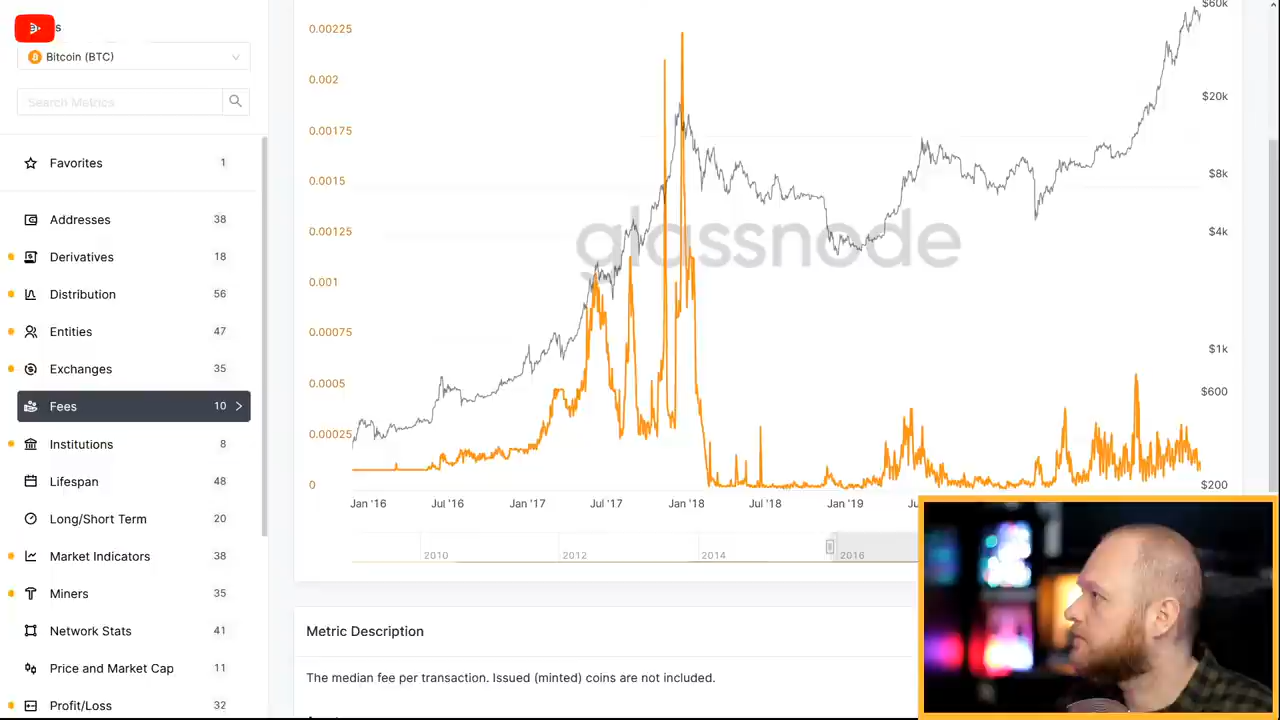 s
Bitcoin (BTC)
Search Metrics
Favorites 1
Addresses 38
Derivatives 18
Distribution 56
Entities 47
Exchanges 35
Fees 10
Institutions 8
Lifespan 48
Long/Short Term 20
Market Indicators 38
Miners 35
Network Stats 41
Price and Market Cap 11
Profit/Loss 32
0.00225
0.002
0.00175
0.0015
0.00125
0.001
0.00075
0.0005
0.00025
0
$60k
$20k
$8k
$4k
$1k
$600
$200
glassnode
Jan '16 Jul '16 Jan '17 Jul '17 Jan '18 Jul '18 Jan '19
2010 2012 2014 2016
Metric Description
The median fee per transaction. Issued (minted) coins are not included.